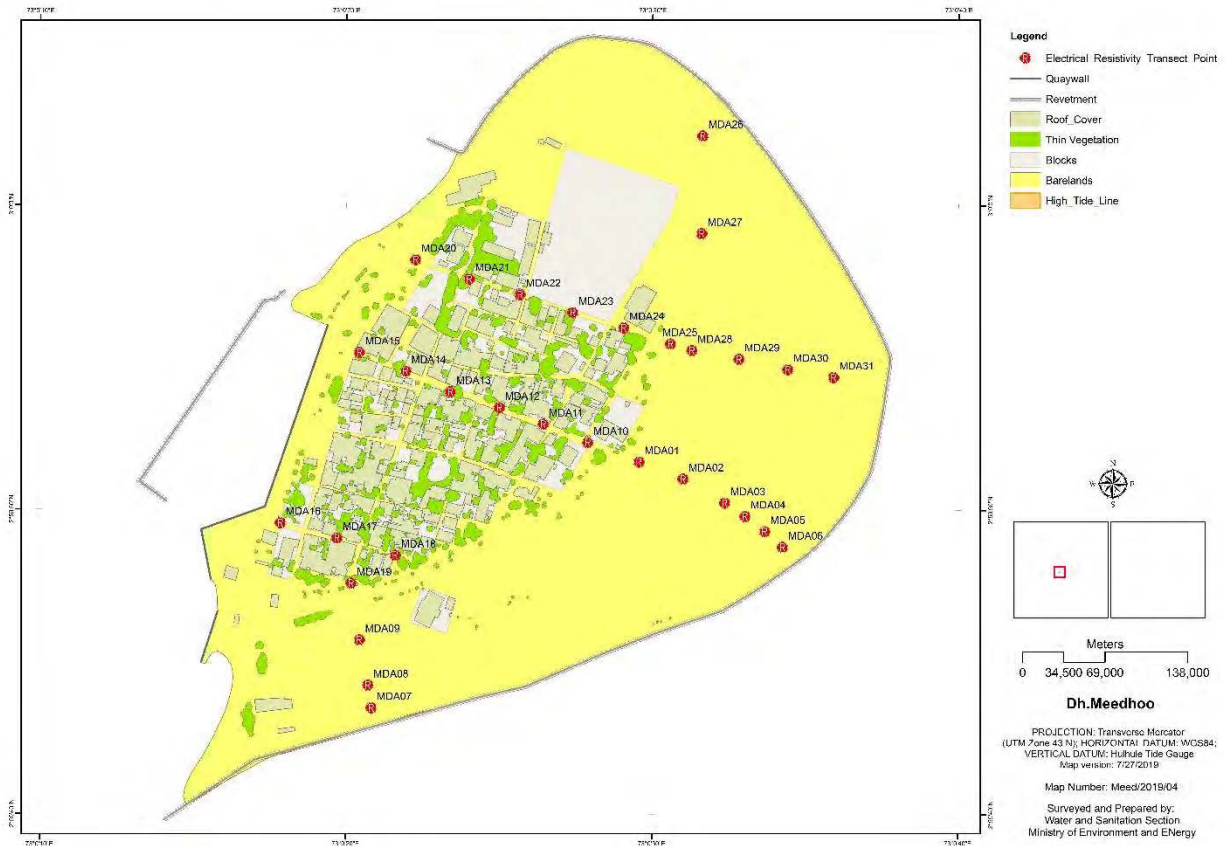 Legend
Electrical Resistivity Transect Point
Quaywall
Revetment
Roof_Cover
Thin Vegetation
Blocks
Barelands
High_Tide_Line
MDA26
MDA27
MDA20
MDA21
MDA22
MDA23
MDA24
MDA25
MDA28
MDA29
MDA30
MDA31
MDA15
MDA14
MDA13
MDA12
MDA11
MDA10
MDA01
MDA02
MDA03
MDA04
MDA05
MDA06
MDA16
MDA17
MDA18
MDA19
MDA09
MDA08
MDA07
N
W E
S
Meters
0 34,500 69,000 138,000
Dh.Meedhoo
PROJECTION: Transverse Mercator
(UTM Zone 43 N); HORIZONTAL DATUM: WGS84;
VERTICAL DATUM: Hulhule Tide Gauge
Map version: 7/27/2019
Map Number: Meed/2019/04
Surveyed and Prepared by:
Water and Sanitation Section
Ministry of Environment and ENergy